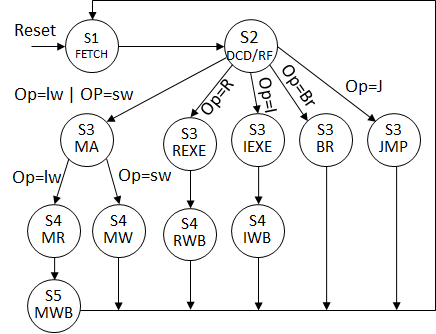 Reset
S1
FETCH
S2
DCD/RF
Op=lw | OP=sw
Op=R
Op=I
Op=Br
Op=J
S3
MA
S3
REXE
S3
IEXE
S3
BR
S3
JMP
Op=lw
Op=sw
S4
MR
S4
MW
S4
RWB
S4
IWB
S5
MWB